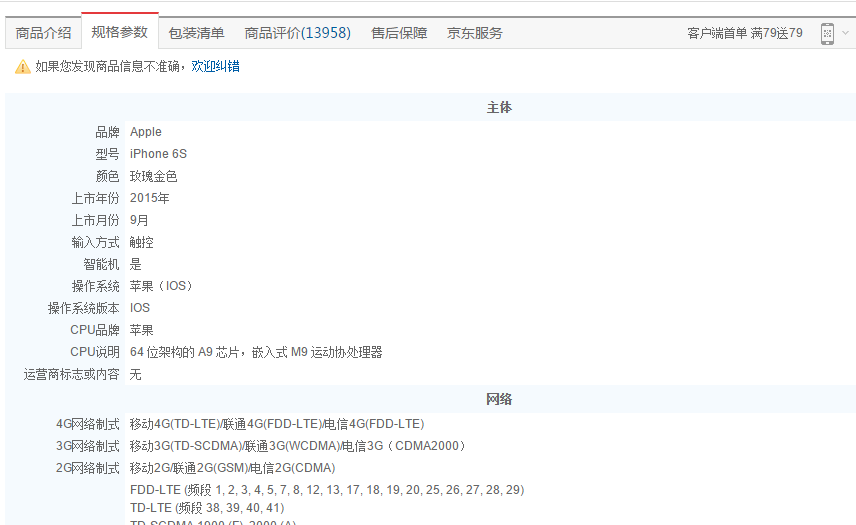 商品介绍 规格参数 包装清单 商品评价(13958) 售后保障 京东服务 客户端首单 满79送79
如果您发现商品信息不准确，欢迎纠错
主体
品牌 Apple
型号 iPhone 6S
颜色 玫瑰金色
上市年份 2015年
上市月份 9月
输入方式 触控
智能机 是
操作系统 苹果（IOS）
操作系统版本 IOS
CPU品牌 苹果
CPU说明 64 位架构的 A9 芯片，嵌入式 M9 运动协处理器
运营商标志或内容 无
网络
4G网络制式 移动4G(TD-LTE)/联通4G(FDD-LTE)/电信4G(FDD-LTE)
3G网络制式 移动3G(TD-SCDMA)/联通3G(WCDMA)/电信3G（CDMA2000）
2G网络制式 移动2G/联通2G(GSM)/电信2G(CDMA)
FDD-LTE (频段 1, 2, 3, 4, 5, 7, 8, 12, 13, 17, 18, 19, 20, 25, 26, 27, 28, 29)
TD-LTE (频段 38, 39, 40, 41)
TD-SCDMA 1900 (F), 2000 (A)